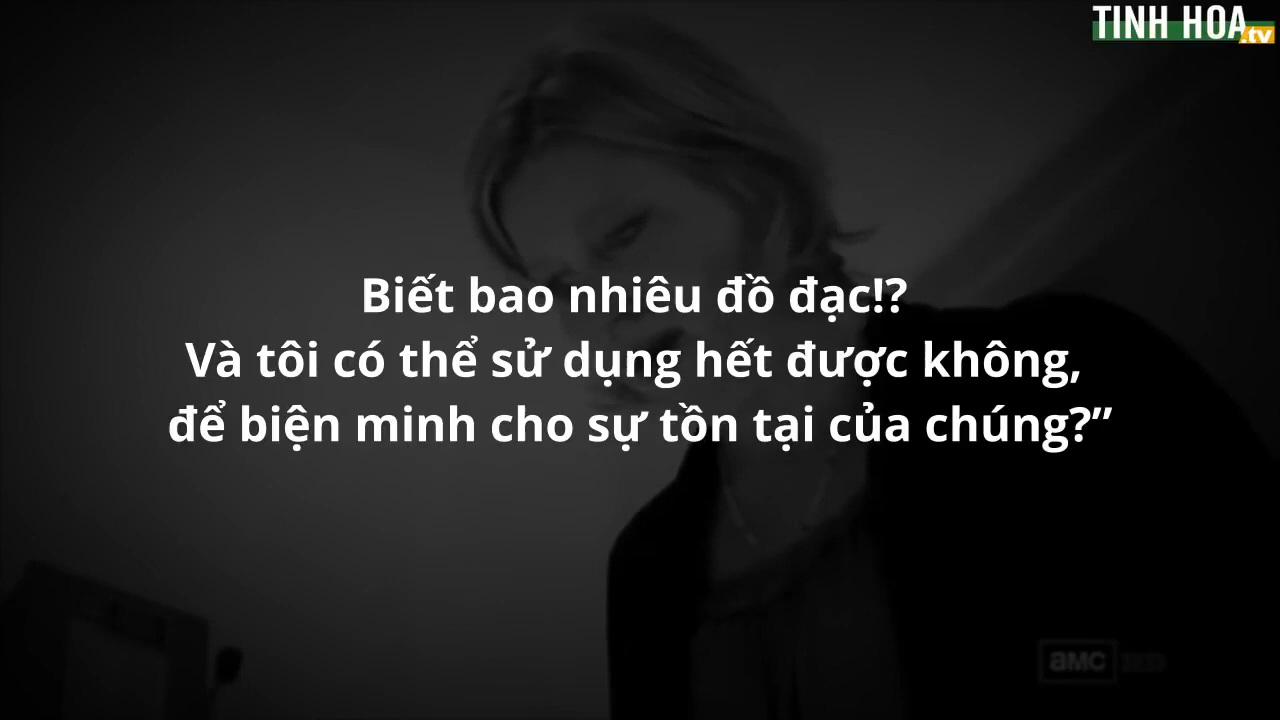 TINH HOA
.tv
Biết bao nhiêu đồ đạc!?
Và tôi có thể sử dụng hết được không,
để biện minh cho sự tồn tại của chúng?”
aMC